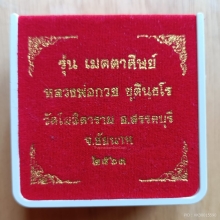 รุ่น เมตตาศิษย์
หลวงพ่อกวย ชุตินฺธโร
วัดโฆสิตาราม อ.สรรคบุรี
จ.ชัยนาท
๒๕๖๓